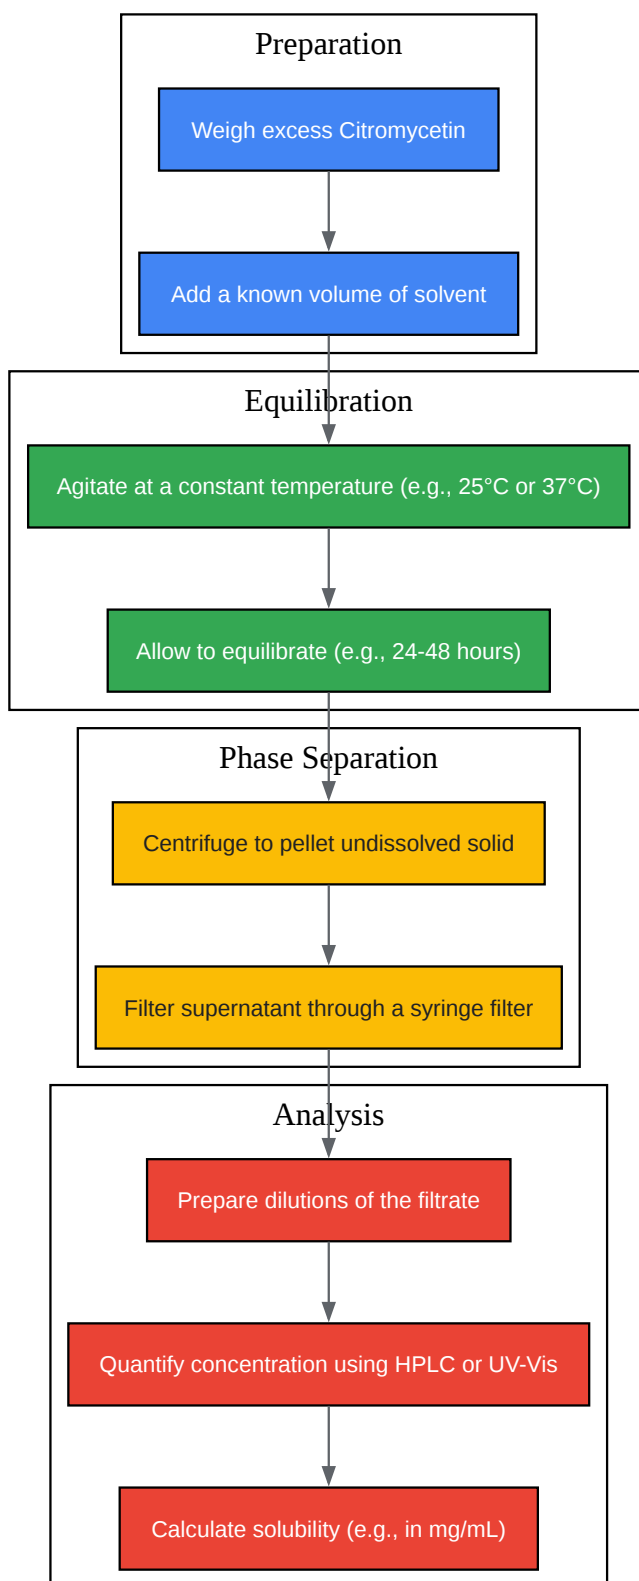 Preparation
Weigh excess Citromycetin
Add a known volume of solvent
Equilibration
Agitate at a constant temperature (e.g., 25°C or 37°C)
Allow to equilibrate (e.g., 24-48 hours)
Phase Separation
Centrifuge to pellet undissolved solid
Filter supernatant through a syringe filter
Analysis
Prepare dilutions of the filtrate
Quantify concentration using HPLC or UV-Vis
Calculate solubility (e.g., in mg/mL)